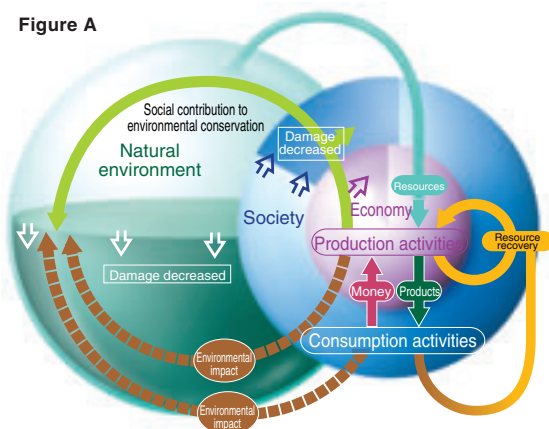 Figure A
Social contribution to
environmental conservation
Natural
environment
Damage
decreased
Resources
Society
Economy
Production activities
Resource
recovery
Damage decreased
Money
Products
Consumption activities
Environmental
impact
Environmental
impact